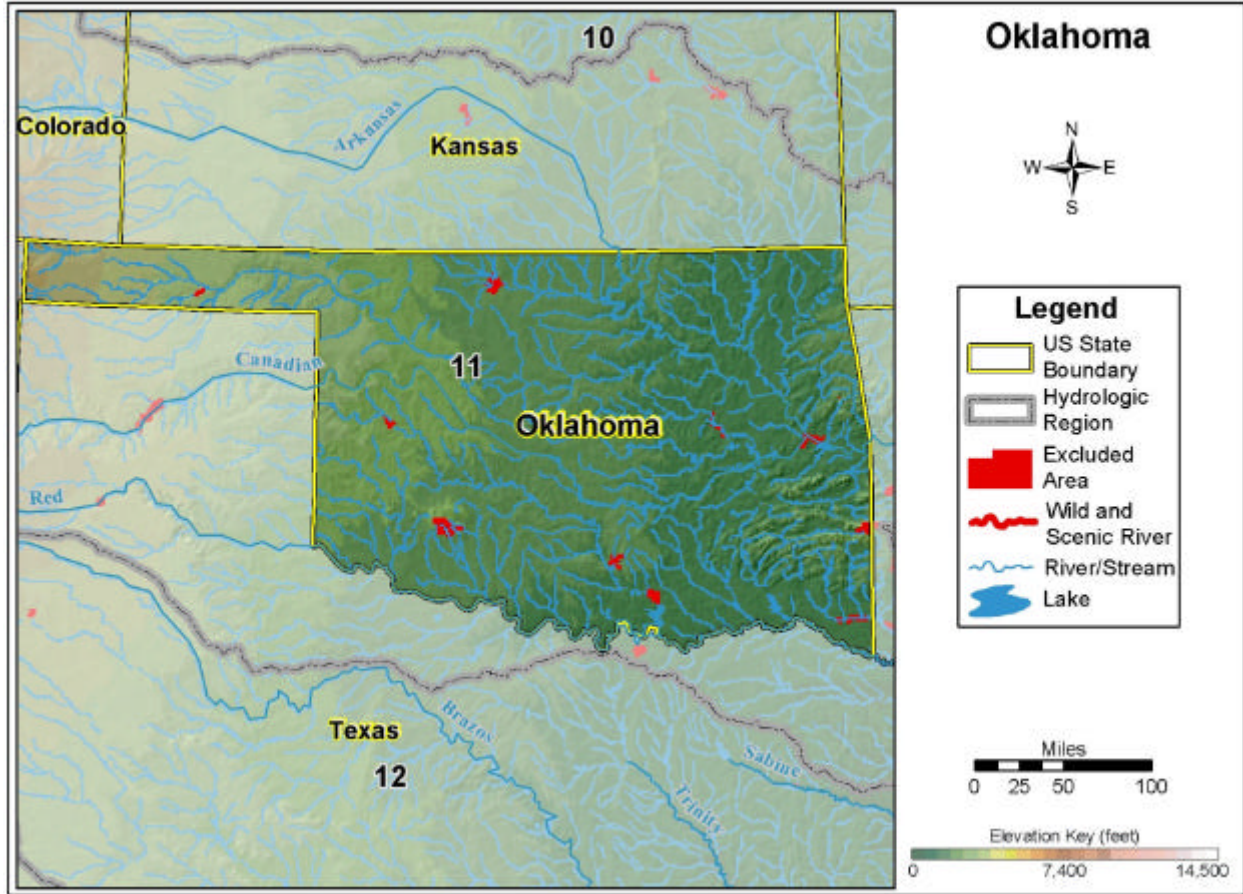 Oklahoma
10
Colorado
Arkansas
Kansas
N
W E
S
Canadian
11
Oklahoma
Red
Texas
12
Brazos
Trinity
Sabine
Legend
US State
Boundary
Hydrologic
Region
Excluded
Area
Wild and
Scenic River
River/Stream
Lake
Miles
0 25 50 100
Elevation Key (feet)
0 7,400 14,500